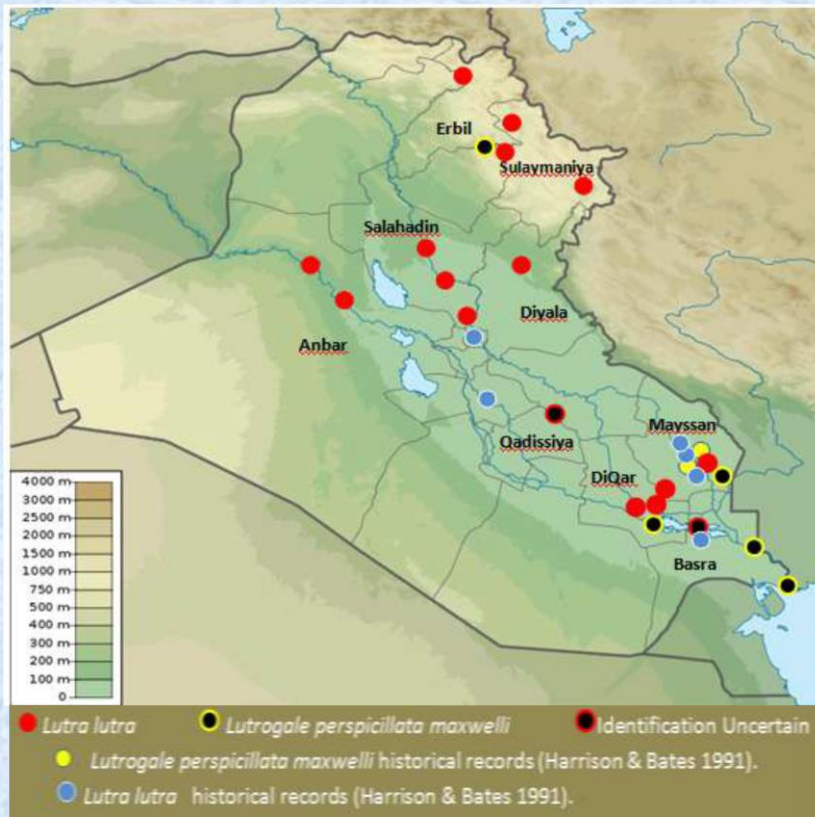 Erbil
Sulaymaniya
Salahadin
Diyala
Anbar
Mayssan
Qadissiya
DiQar
Basra
4000 m
3000 m
2500 m
2000 m
1500 m
1000 m
750 m
500 m
400 m
300 m
200 m
100 m
0
Lutra lutra
Lutrogale perspicillata maxwelli
Identification Uncertain
Lutrogale perspicillata maxwelli historical records (Harrison & Bates 1991).
Lutra lutra historical records (Harrison & Bates 1991).